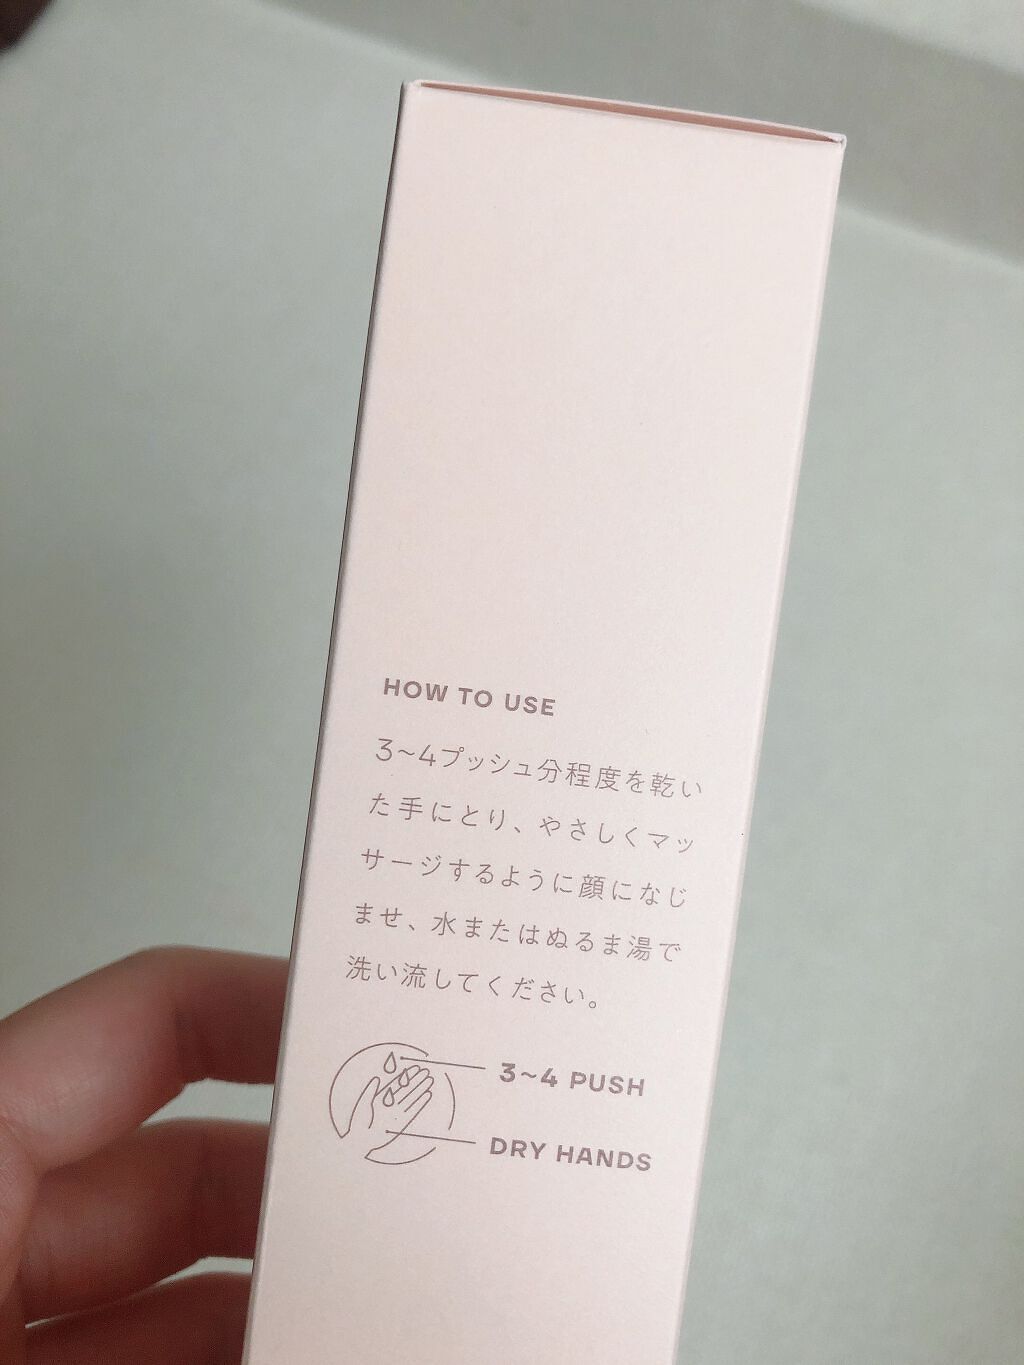 HOW TO USE
3~4プッシュ分程度を乾い
た手にとり、やさしくマッ
サージするように顔になじ
ませ、水またはぬるま湯で
洗い流してください。
3~4 PUSH
DRY HANDS